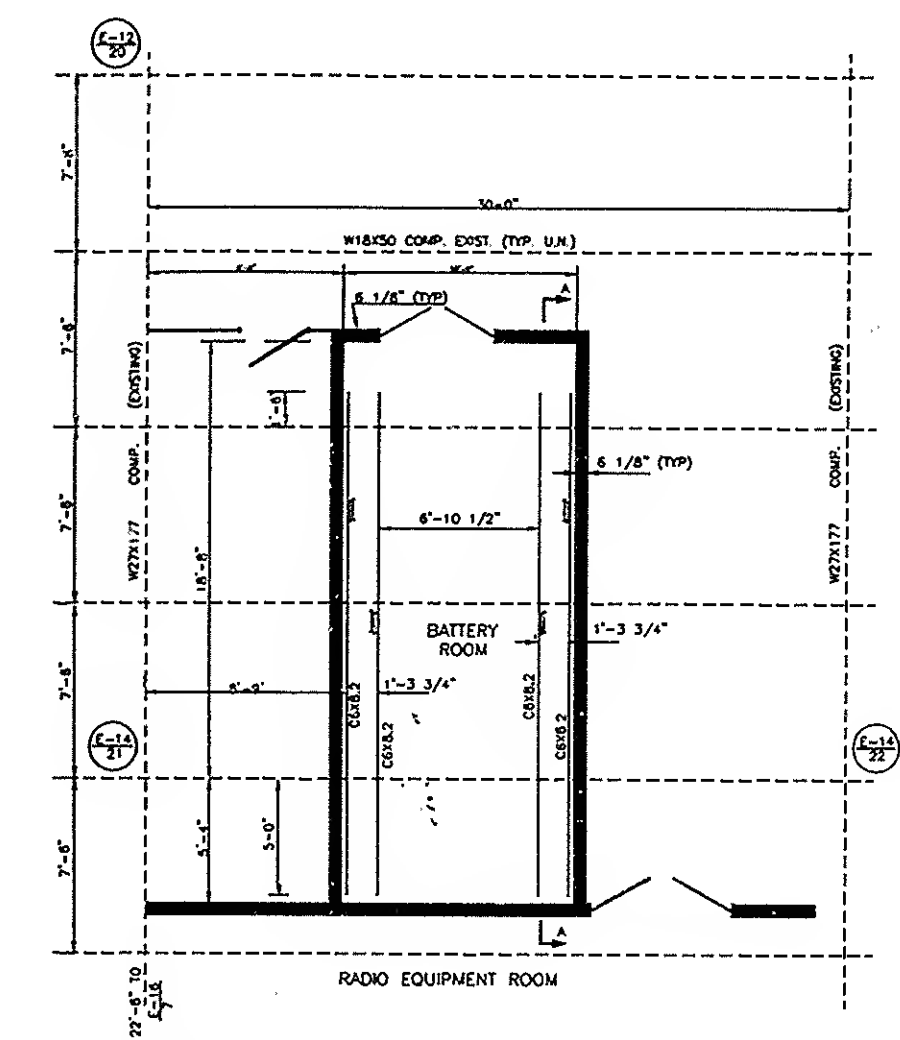 E-12
20
7'-6"
30-0"
W18X50 COMP. EXIST. (TYP. U.N.)
6 1/8" (TYP)
A
7'-6"
(EXISTING)
(EXISTING)
1'-6"
COMP.
COMP.
6 1/8" (TYP)
7'-6"
6'-10 1/2"
W27X177
W27X177
18'-8"
BATTERY
ROOM
1'-3 3/4"
7'-6"
1'-3 3/4"
C6X8.2
C6X8.2
C6X8.2
C6X8.2
E-14
21
E-14
22
7'-6"
5'-4"
5-0"
A
RADIO EQUIPMENT ROOM
22'-6" TO
E-16
7